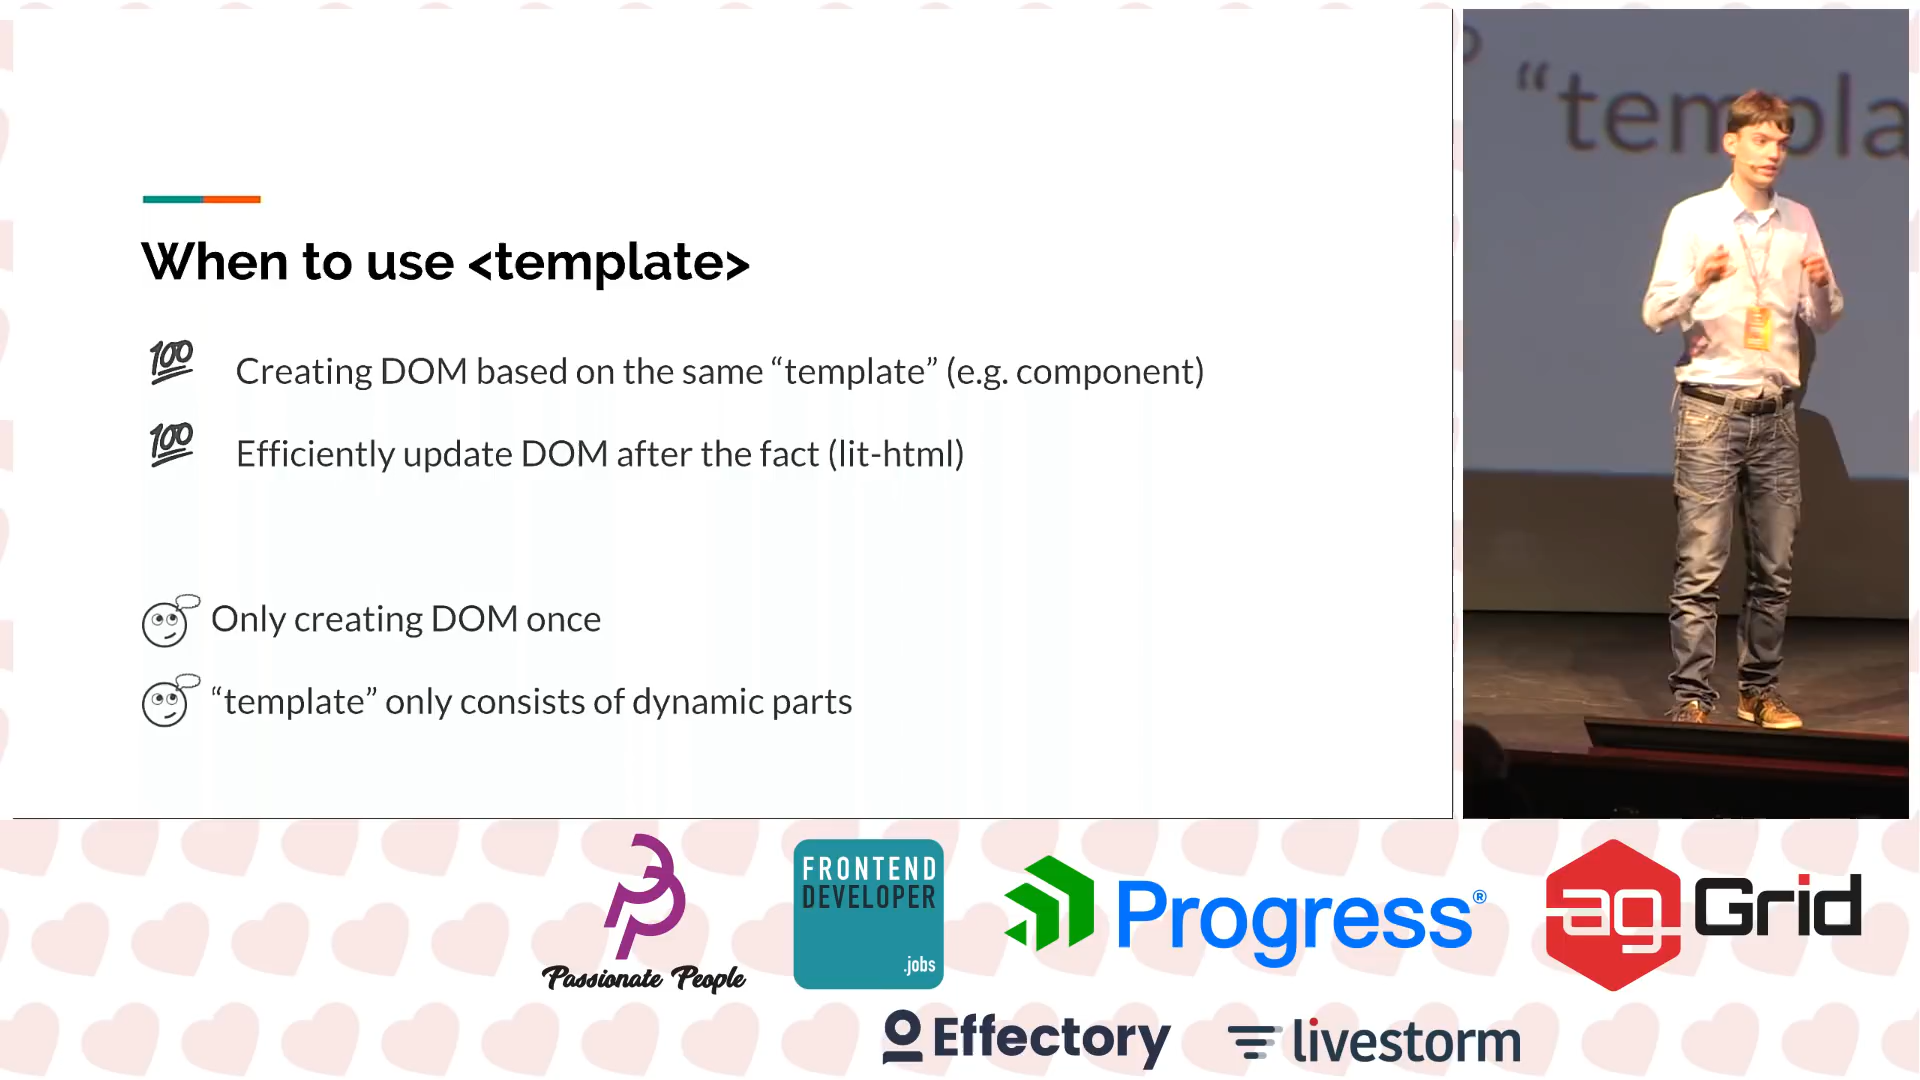 When to use <template>
💯 Creating DOM based on the same “template” (e.g. component)
💯 Efficiently update DOM after the fact (lit-html)
Only creating DOM once
“template” only consists of dynamic parts
“templa
Passionate People
FRONTEND
DEVELOPER
.jobs
Progress®
ag Grid
Effectory
livestorm